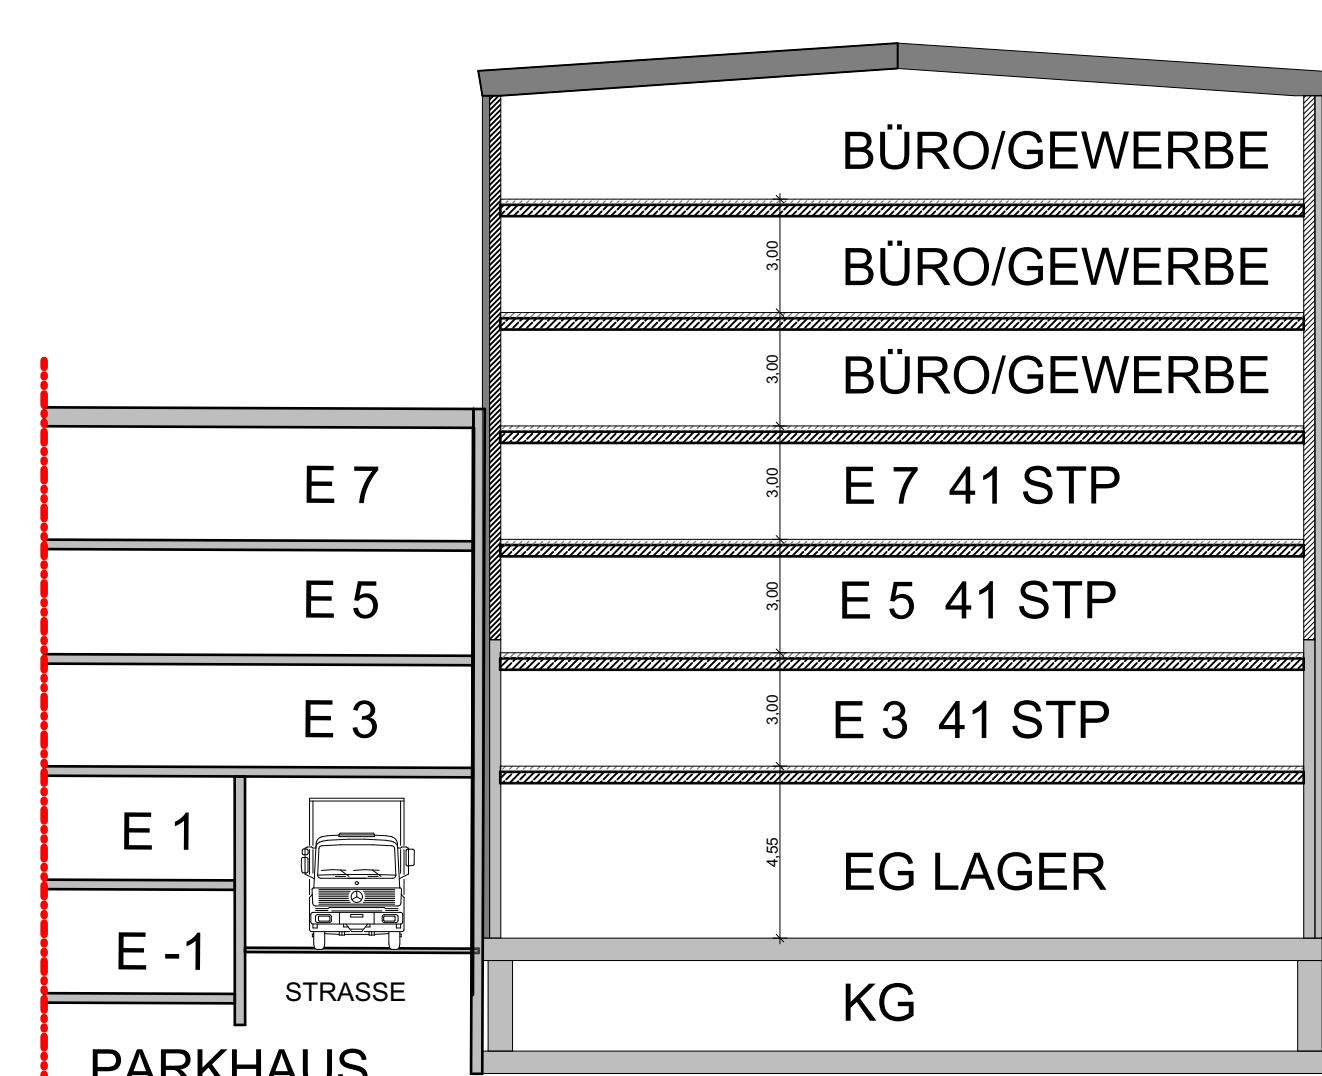 BÜRO/GEWERBE
3,00
BÜRO/GEWERBE
3,00
BÜRO/GEWERBE
E 7
3,00
E 7 41 STP
E 5
3,00
E 5 41 STP
E 3
3,00
E 3 41 STP
E 1
4,55
EG LAGER
E -1
STRASSE
KG
PARKHAUS